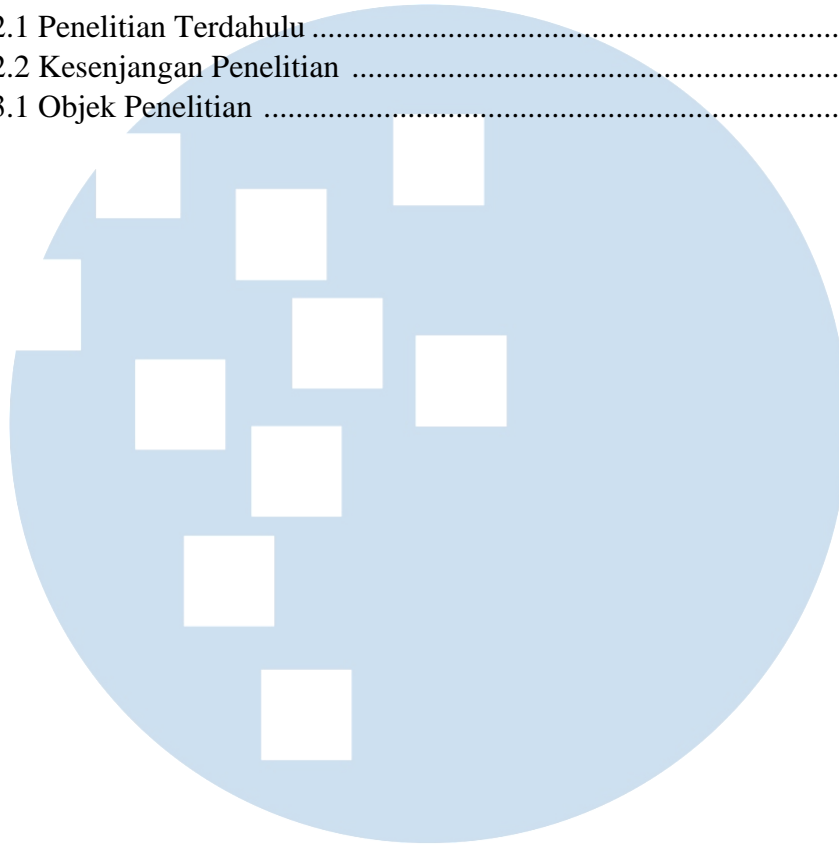 2.1 Penelitian Terdahulu ........................................................................
2.2 Kesenjangan Penelitian ..................................................................
3.1 Objek Penelitian ...............................................................................